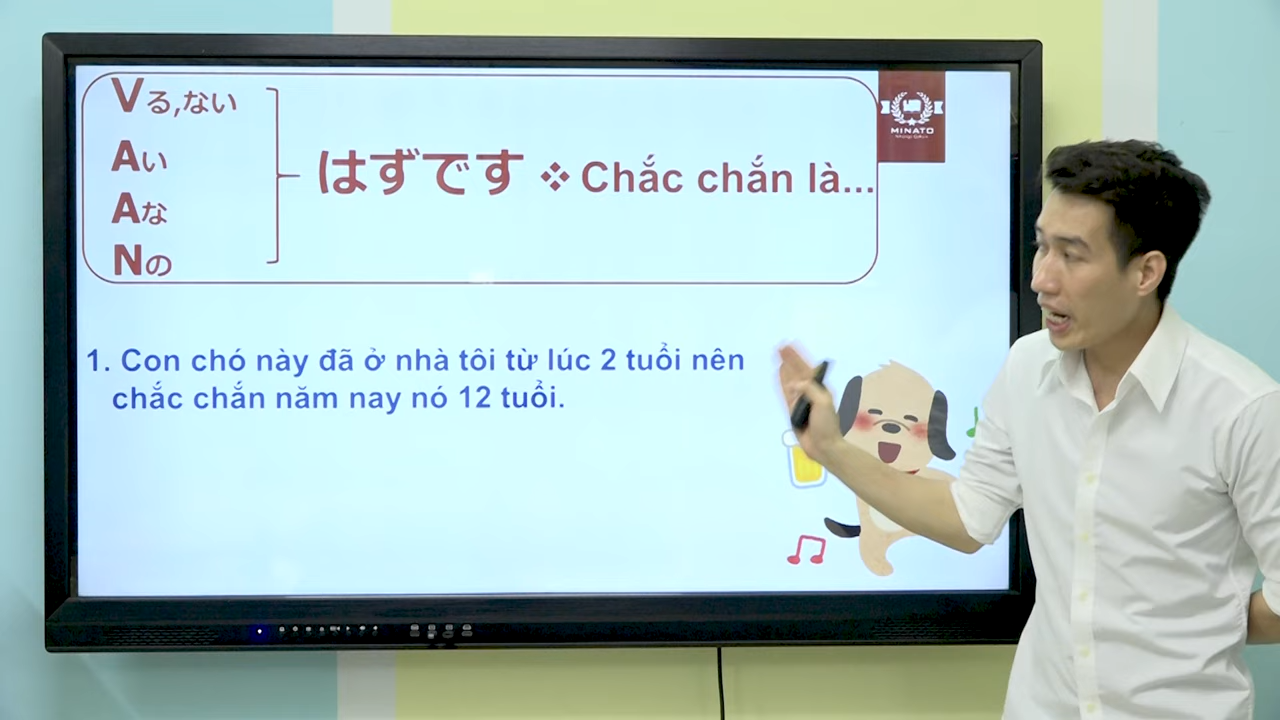 Vる,ない
Aい
Aな
Nの
はずです ❖ Chắc chắn là...
MINATO
1. Con chó này đã ở nhà tôi từ lúc 2 tuổi nên
chắc chắn năm nay nó 12 tuổi.